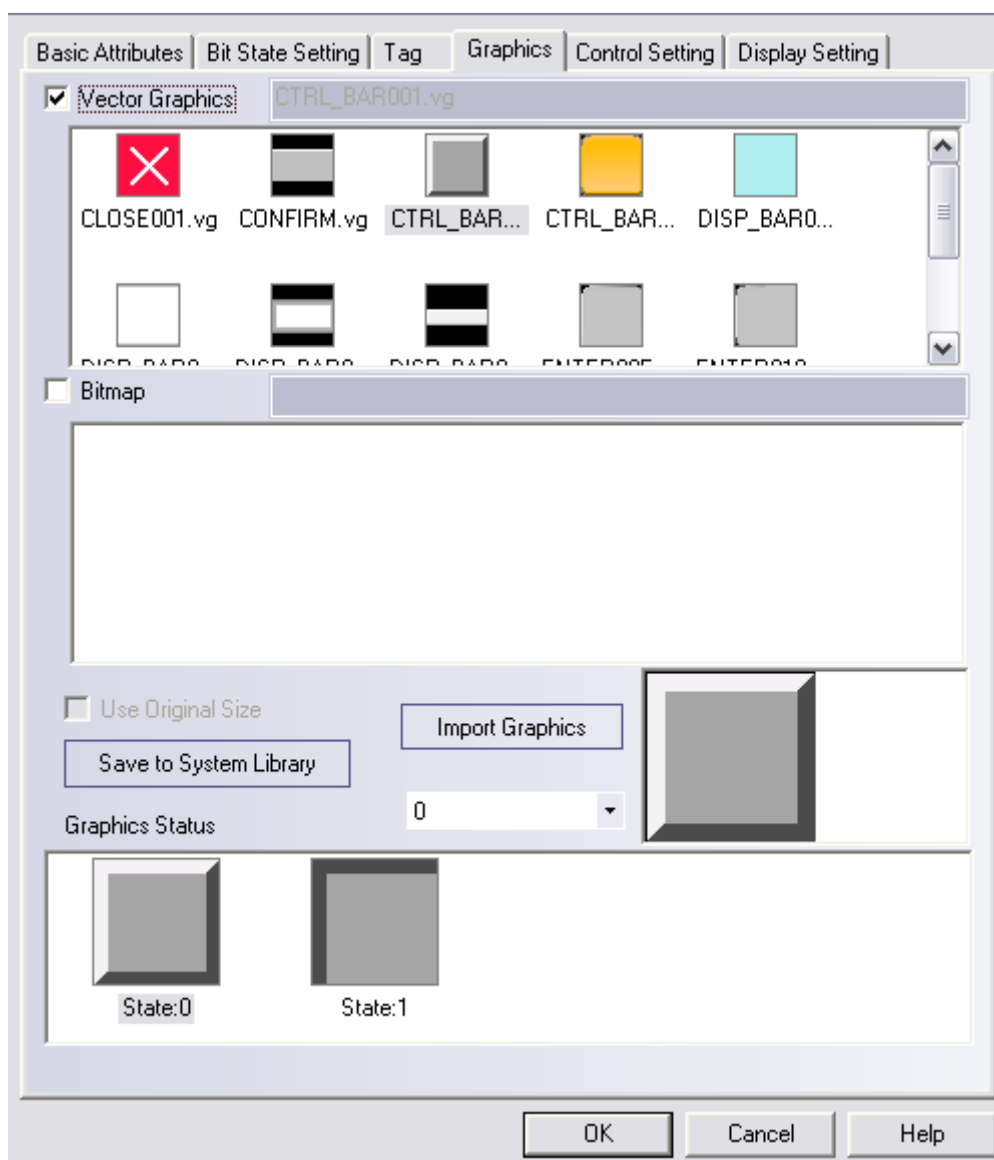 Basic Attributes Bit State Setting Tag Graphics Control Setting Display Setting
Vector Graphics CTRL_BAR001.vg
CLOSE001.vg CONFIRM.vg CTRL_BAR... CTRL_BAR... DISP_BAR0...
Bitmap
Use Original Size
Import Graphics
Save to System Library
0
Graphics Status
State:0 State:1
OK Cancel Help